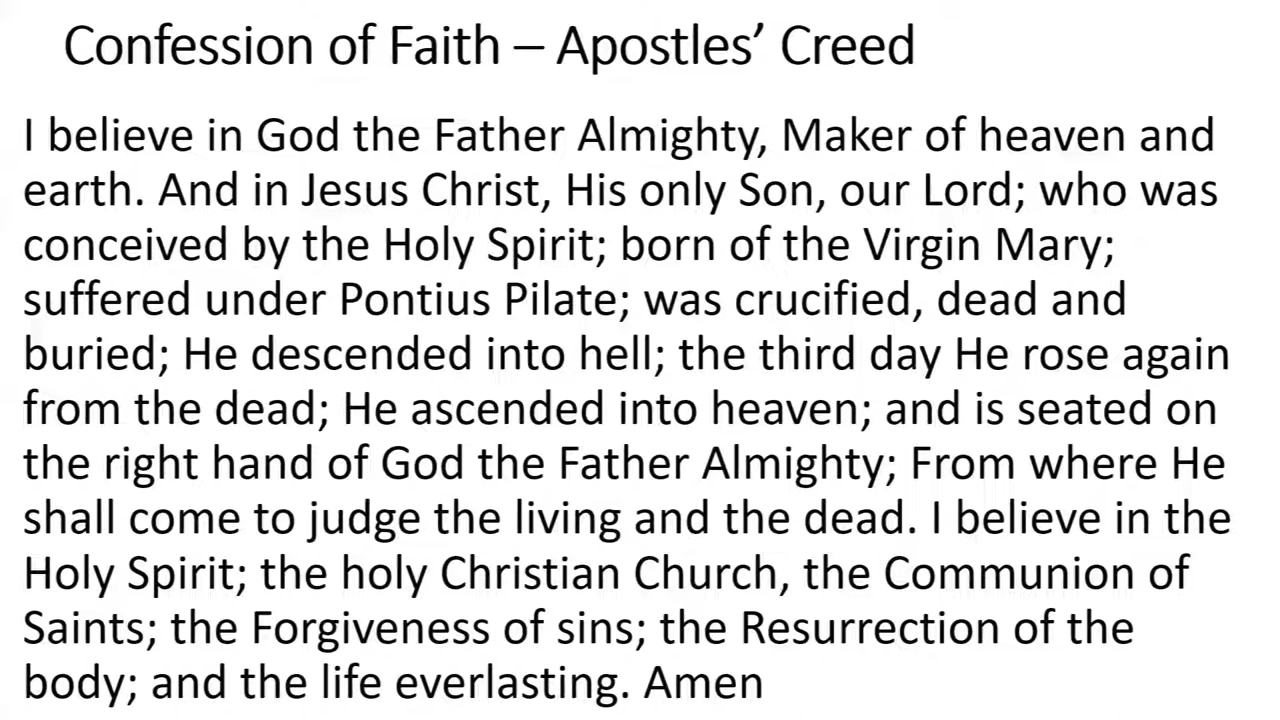 Confession of Faith – Apostles’ Creed
I believe in God the Father Almighty, Maker of heaven and
earth. And in Jesus Christ, His only Son, our Lord; who was
conceived by the Holy Spirit; born of the Virgin Mary;
suffered under Pontius Pilate; was crucified, dead and
buried; He descended into hell; the third day He rose again
from the dead; He ascended into heaven; and is seated on
the right hand of God the Father Almighty; From where He
shall come to judge the living and the dead. I believe in the
Holy Spirit; the holy Christian Church, the Communion of
Saints; the Forgiveness of sins; the Resurrection of the
body; and the life everlasting. Amen